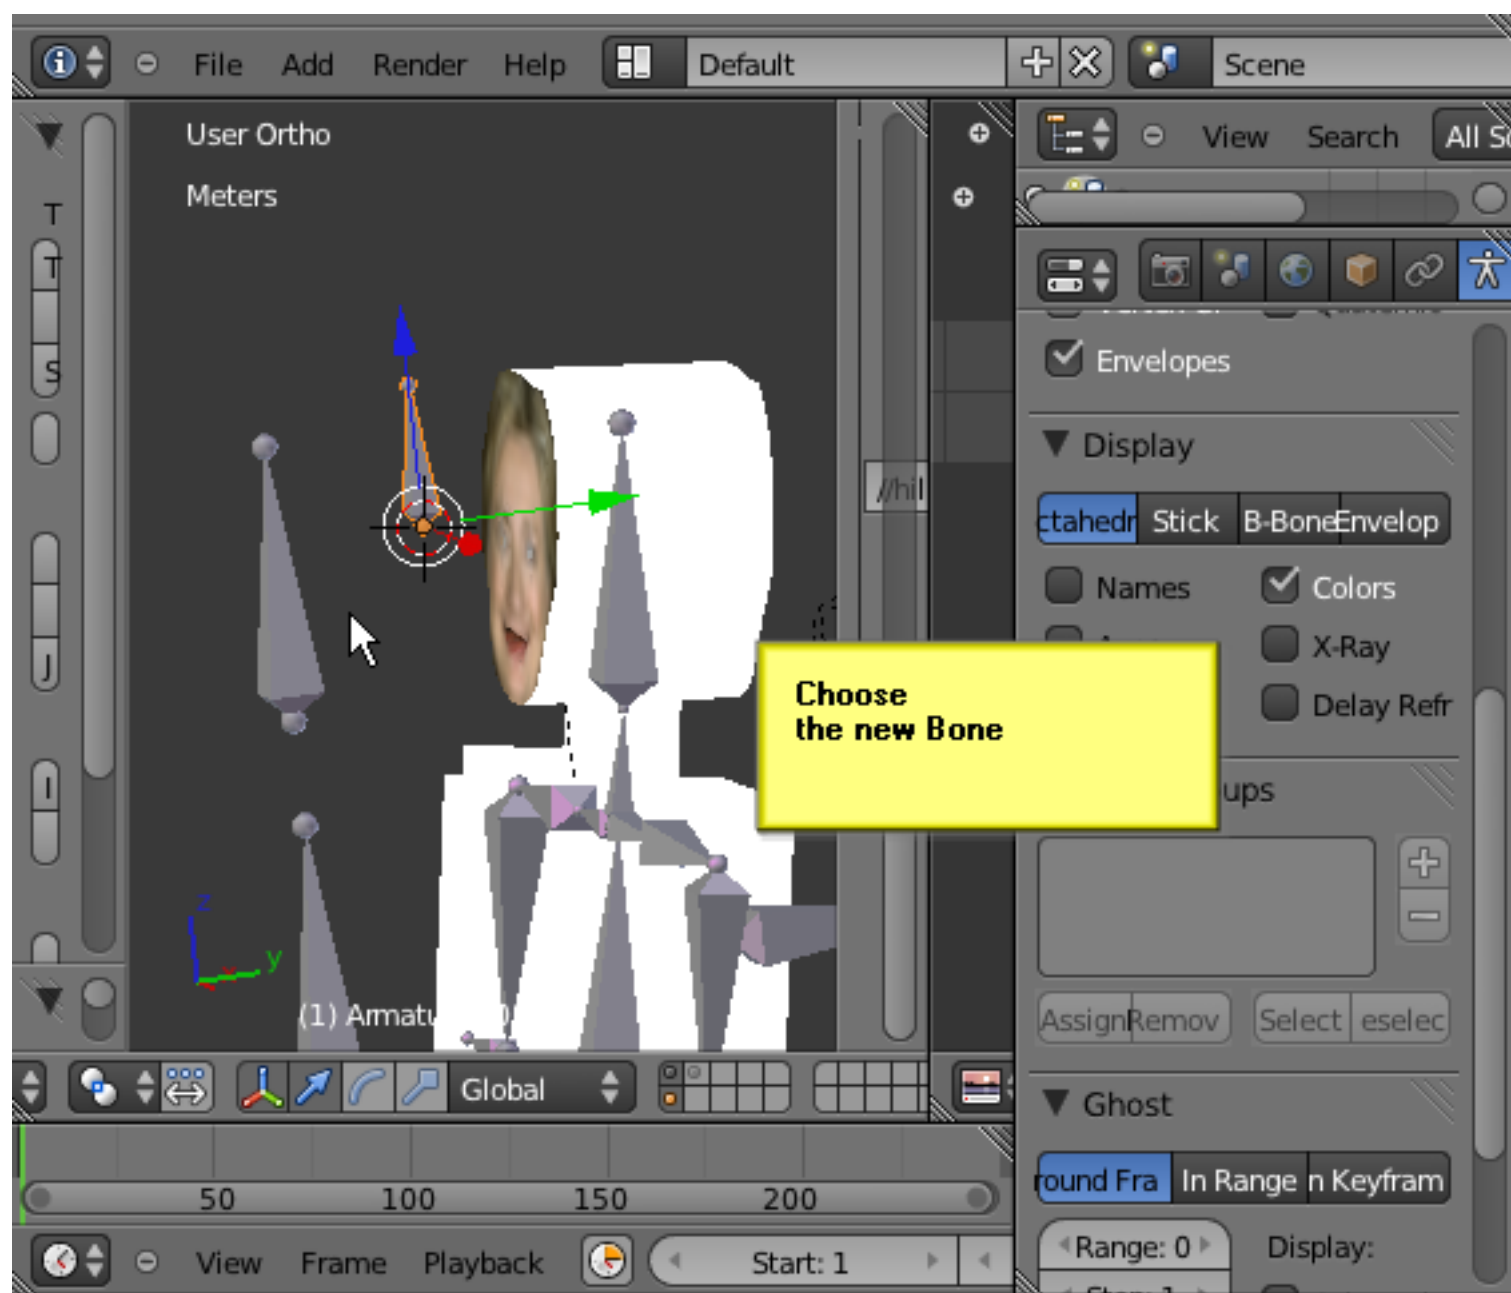 File Add Render Help Default Scene
User Ortho
Meters
View Search All
T
T
S
J
I
Envelopes
Display
//hil
ctahedr Stick B-Bone Envelop
Names Colors
X-Ray
Delay Refr
Choose
the new Bone
ups
z
y
(1) Armatu
Assign Remov Select eselec
Global
Ghost
round Fra In Range n Keyfram
50 100 150 200
Range: 0 Display:
View Frame Playback Start: 1